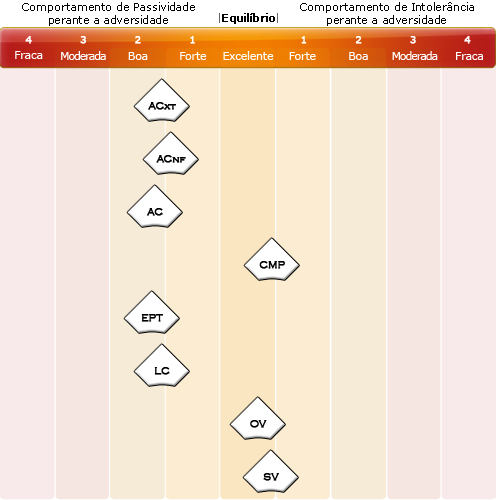 Comportamento de Passividade
perante a adversidade
|Equilíbrio|
Comportamento de Intolerância
perante a adversidade
4 3 2 1 1 2 3 4
Fraca Moderada Boa Forte Excelente Forte Boa Moderada Fraca
ACXT
ACNF
AC
CMP
EPT
LC
OV
SV